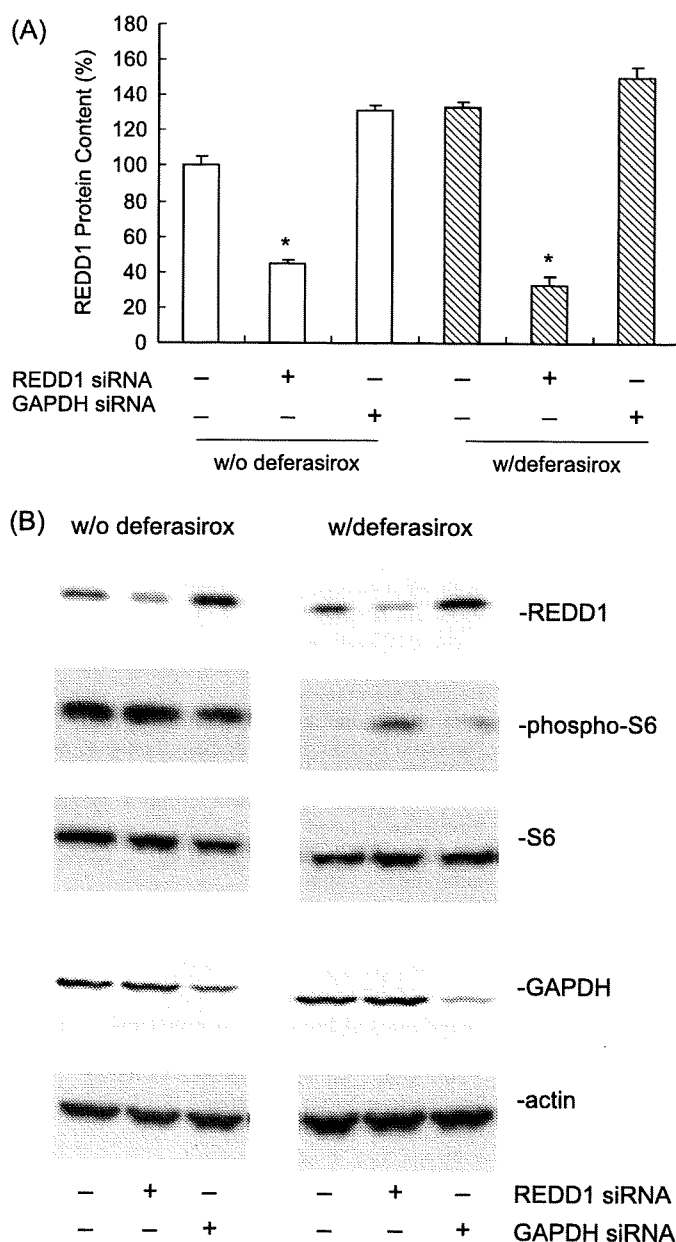 (A)
REDD1 Protein Content (%)
180
160
140
120
100
80
60
40
20
0
* *
REDD1 siRNA – + – – + –
GAPDH siRNA – – + – – +
w/o deferasirox w/deferasirox
(B)
w/o deferasirox w/deferasirox
-REDD1
-phospho-S6
-S6
-GAPDH
-actin
– + – – + – REDD1 siRNA
– – + – – + GAPDH siRNA